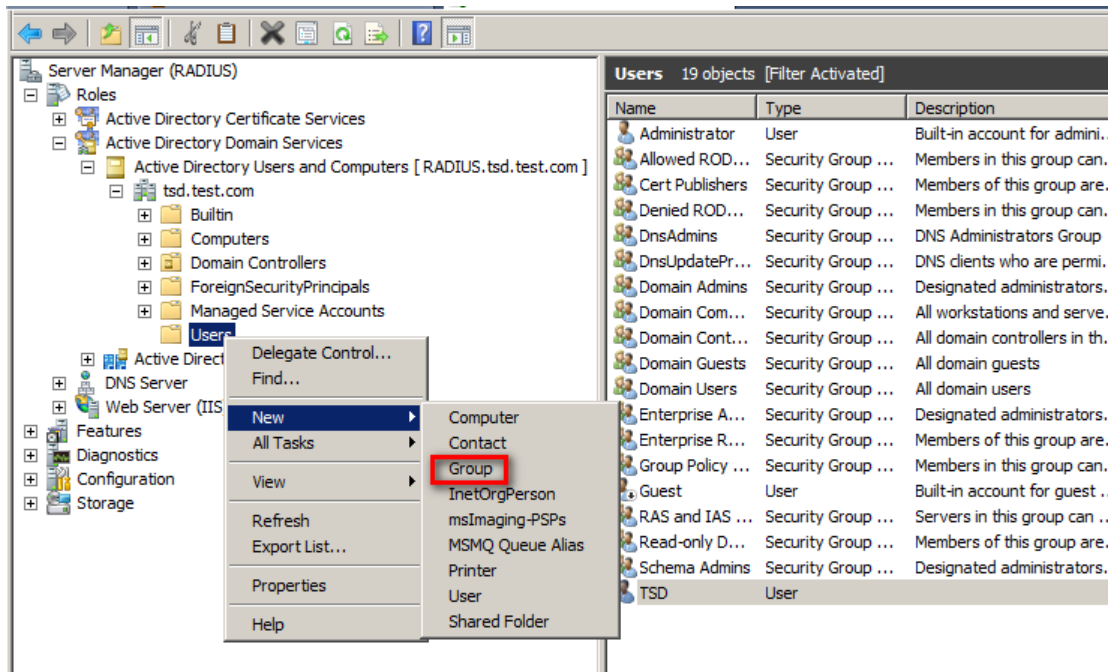 Server Manager (RADIUS)
Roles
Active Directory Certificate Services
Active Directory Domain Services
Active Directory Users and Computers [ RADIUS.tsd.test.com ]
tsd.test.com
Builtin
Computers
Domain Controllers
ForeignSecurityPrincipals
Managed Service Accounts
Users
Active Direct
DNS Server
Web Server (IIS
Features
Diagnostics
Configuration
Storage
Delegate Control...
Find...
New
All Tasks
View
Refresh
Export List...
Properties
Help
Computer
Contact
Group
InetOrgPerson
msImaging-PSPs
MSMQ Queue Alias
Printer
User
Shared Folder
Users 19 objects [Filter Activated]
Name Type Description
Administrator User Built-in account for admini..
Allowed ROD... Security Group ... Members in this group can.
Cert Publishers Security Group ... Members of this group are.
Denied ROD... Security Group ... Members in this group can.
DnsAdmins Security Group ... DNS Administrators Group
DnsUpdatePr... Security Group ... DNS clients who are permi.
Domain Admins Security Group ... Designated administrators.
Domain Com... Security Group ... All workstations and serve.
Domain Cont... Security Group ... All domain controllers in th.
Domain Guests Security Group ... All domain guests
Domain Users Security Group ... All domain users
Enterprise A... Security Group ... Designated administrators.
Enterprise R... Security Group ... Members of this group are.
Group Policy ... Security Group ... Members in this group can.
Guest User Built-in account for guest ..
RAS and IAS ... Security Group ... Servers in this group can ..
Read-only D... Security Group ... Members of this group are.
Schema Admins Security Group ... Designated administrators.
TSD User